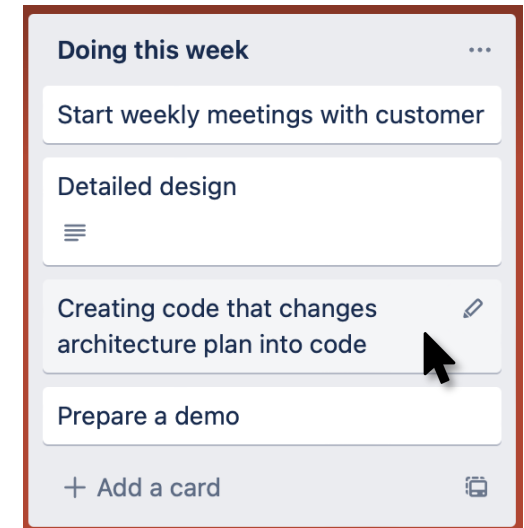 Doing this week
Start weekly meetings with customer
Detailed design
Creating code that changes
architecture plan into code
Prepare a demo
+ Add a card